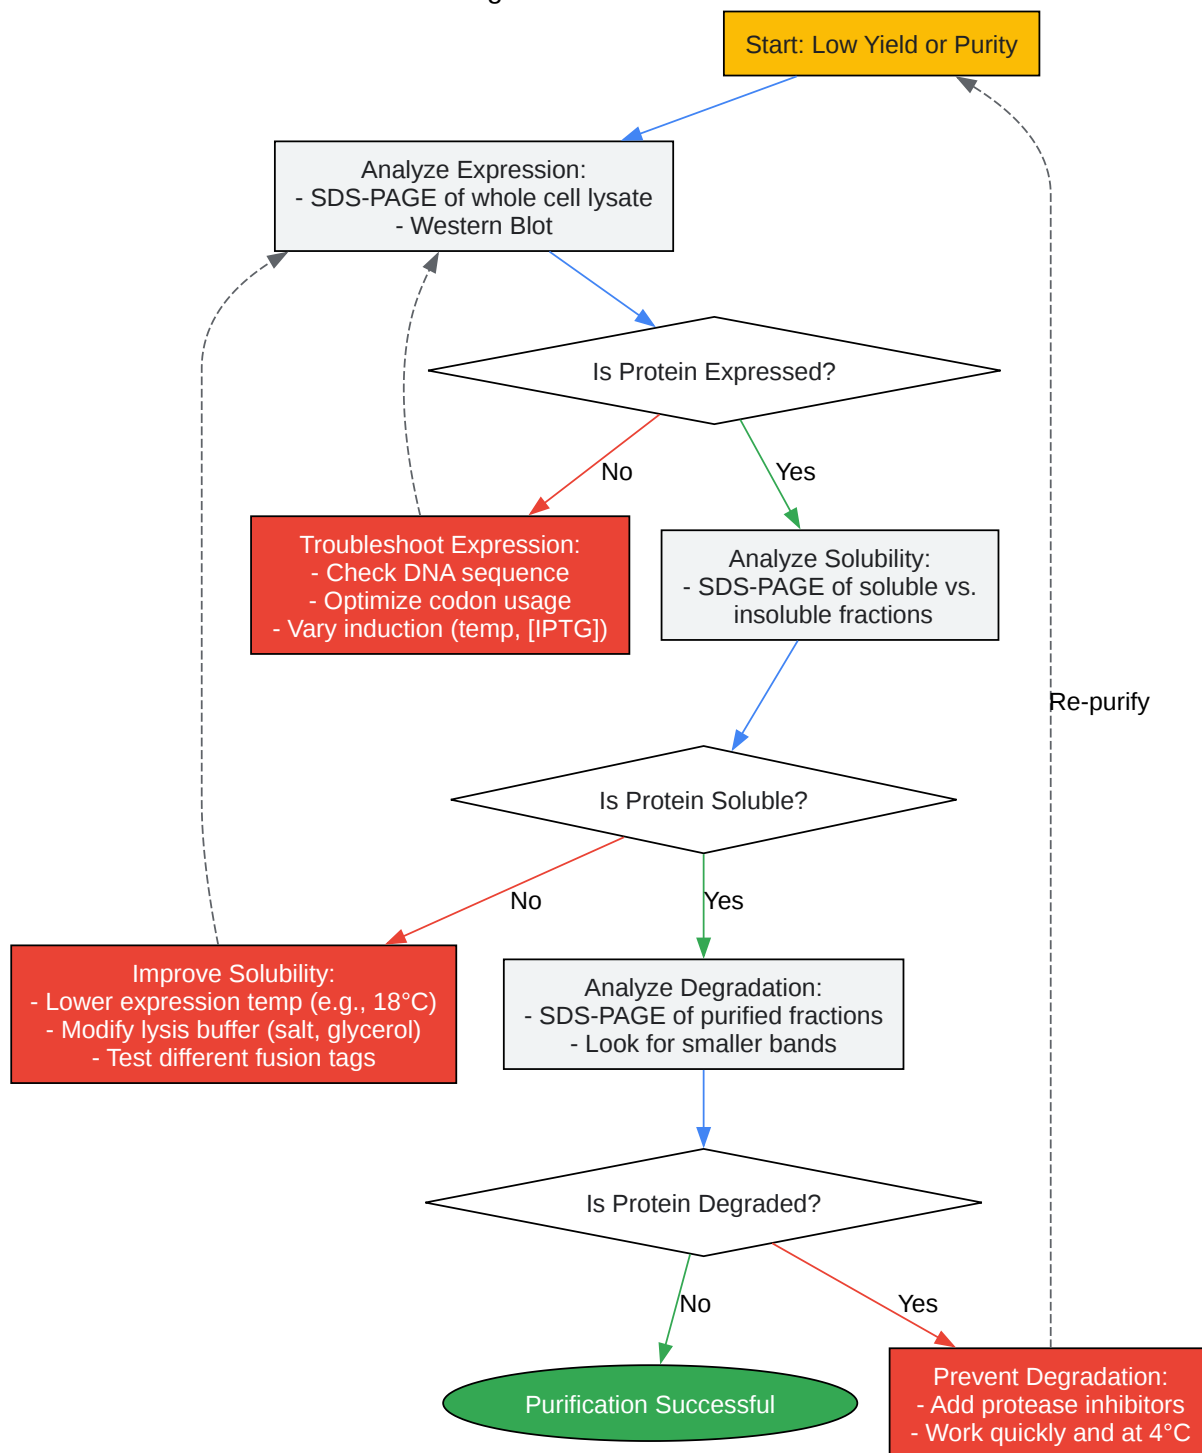 Start: Low Yield or Purity
Analyze Expression:
- SDS-PAGE of whole cell lysate
- Western Blot
Is Protein Expressed?
No
Yes
Troubleshoot Expression:
- Check DNA sequence
- Optimize codon usage
- Vary induction (temp, [IPTG])
Analyze Solubility:
- SDS-PAGE of soluble vs.
insoluble fractions
Re-purify
Is Protein Soluble?
No
Yes
Improve Solubility:
- Lower expression temp (e.g., 18°C)
- Modify lysis buffer (salt, glycerol)
- Test different fusion tags
Analyze Degradation:
- SDS-PAGE of purified fractions
- Look for smaller bands
Is Protein Degraded?
No
Yes
Purification Successful
Prevent Degradation:
- Add protease inhibitors
- Work quickly and at 4°C